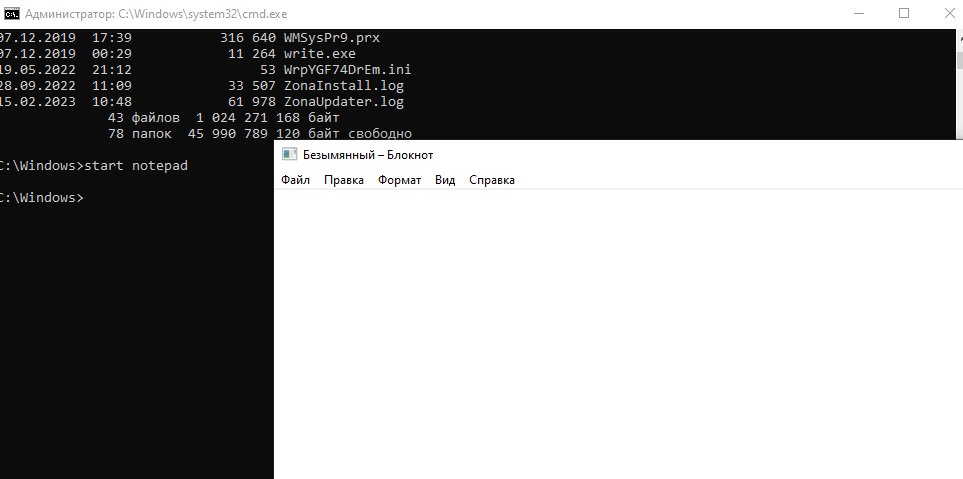 Администратор: C:\Windows\system32\cmd.exe
07.12.2019 17:39 316 640 WMSysPr9.prx
07.12.2019 00:29 11 264 write.exe
19.05.2022 21:12 53 WrpYGF74DrEm.ini
28.09.2022 11:09 33 507 ZonaInstall.log
15.02.2023 10:48 61 978 ZonaUpdater.log
43 файлов 1 024 271 168 байт
78 папок 45 990 789 120 байт свободно
C:\Windows>start notepad
C:\Windows>
Безымянный – Блокнот
Файл Правка Формат Вид Справка